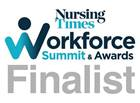 Nursing
Times
Workforce
Summit & Awards
Finalist